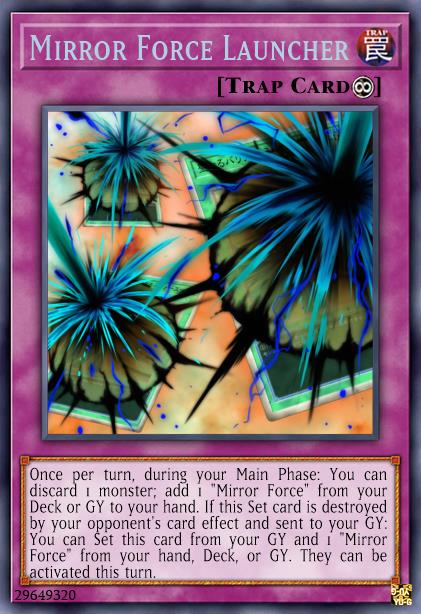 Mirror Force Launcher
TRAP
罠
[Trap Card]
Once per turn, during your Main Phase: You can
discard 1 monster; add 1 "Mirror Force" from your
Deck or GY to your hand. If this Set card is destroyed
by your opponent's card effect and sent to your GY:
You can Set this card from your GY and 1 "Mirror
Force" from your hand, Deck, or GY. They can be
activated this turn.
29649320